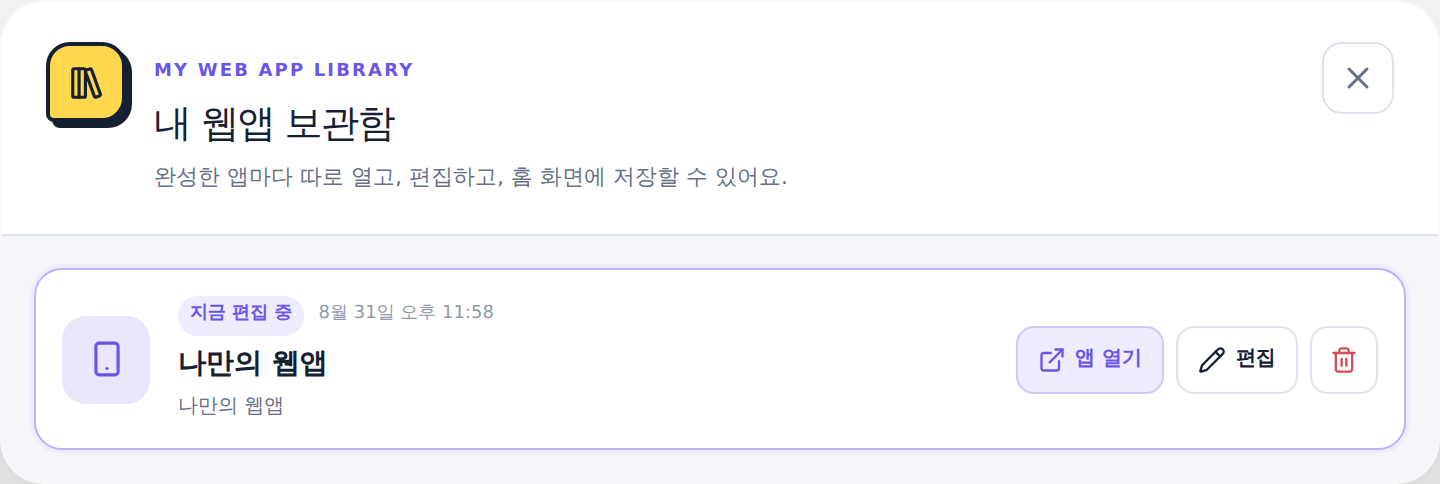 MY WEB APP LIBRARY
내 웹앱 보관함
완성한 앱마다 따로 열고, 편집하고, 홈 화면에 저장할 수 있어요.
지금 편집 중 8월 31일 오후 11:58
나만의 웹앱
나만의 웹앱
앱 열기
편집